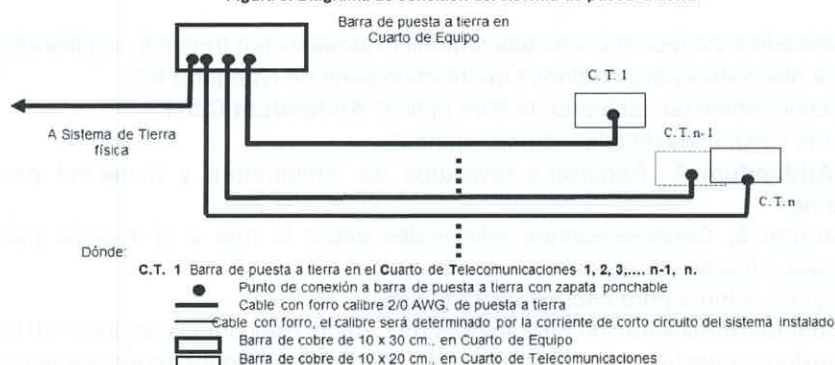 Barra de puesta a tierra en
Cuarto de Equipo
C. T. 1
A Sistema de Tierra
física
C.T. n-1
C.T. n
Dónde:
C.T. 1 Barra de puesta a tierra en el Cuarto de Telecomunicaciones 1, 2, 3,.... n-1, n.
Punto de conexión a barra de puesta a tierra con zapata ponchable
Cable con forro calibre 2/0 AWG, de puesta a tierra
Cable con forro, el calibre será determinado por la corriente de corto circuito del sistema instalado
Barra de cobre de 10 x 30 cm., en Cuarto de Equipo
Barra de cobre de 10 x 20 cm., en Cuarto de Telecomunicaciones